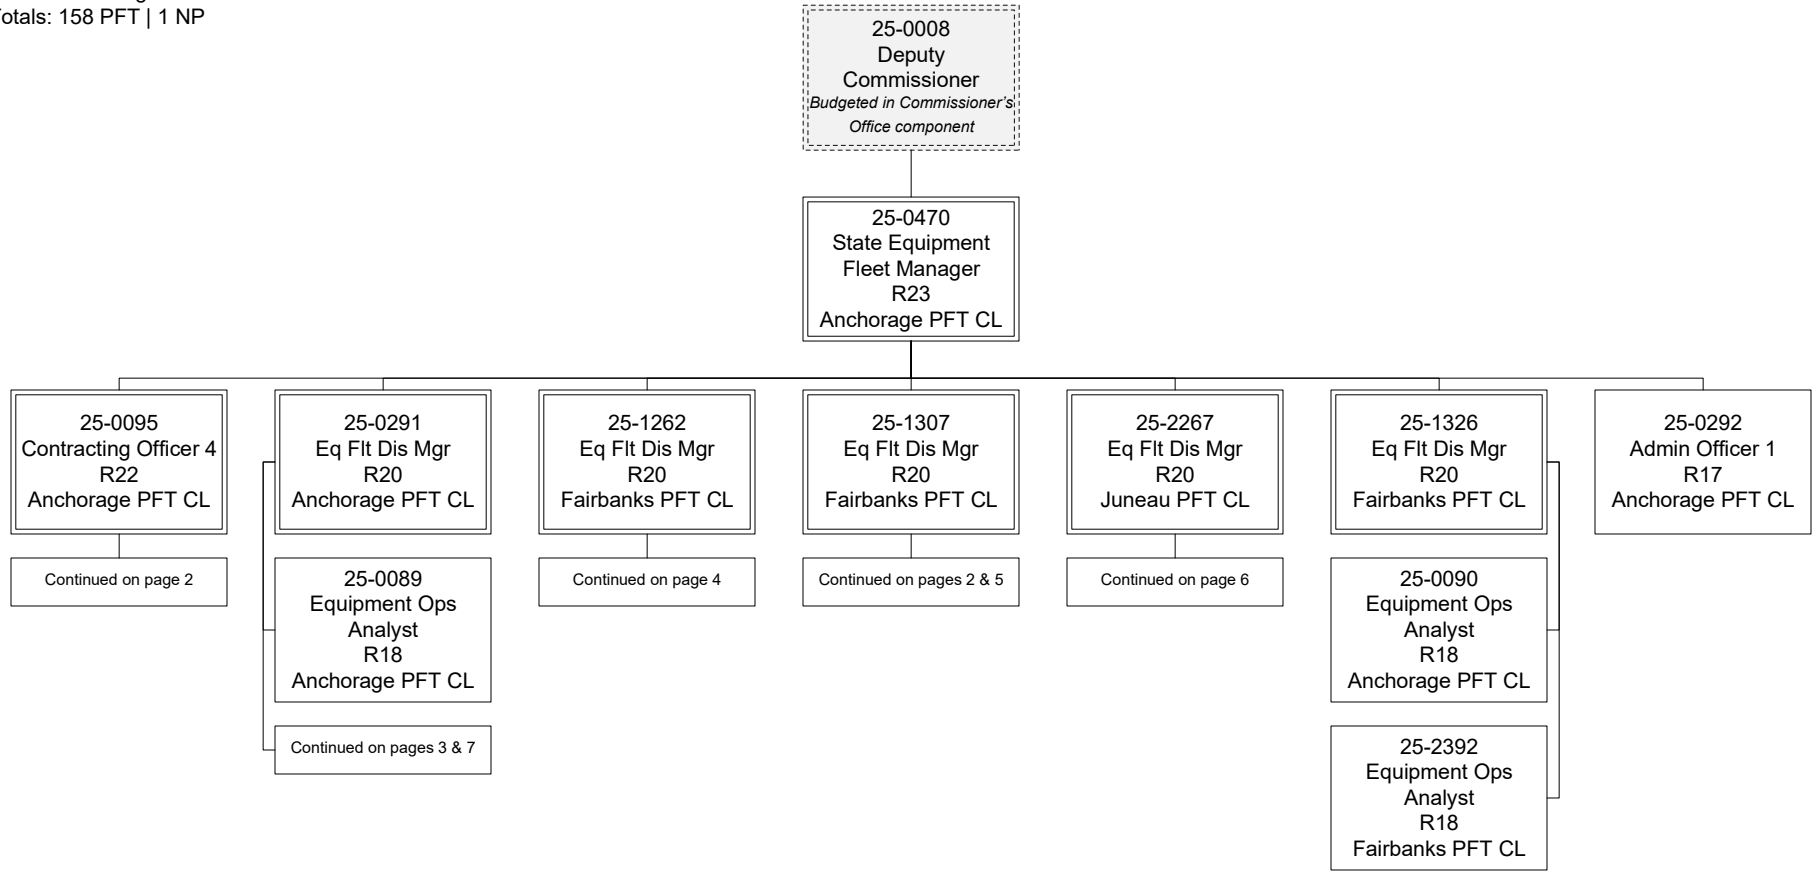 Totals: 158 PFT | 1 NP
25-0008
Deputy
Commissioner
Budgeted in Commissioner's
Office component
25-0470
State Equipment
Fleet Manager
R23
Anchorage PFT CL
25-0095
Contracting Officer 4
R22
Anchorage PFT CL
Continued on page 2
25-0291
Eq Flt Dis Mgr
R20
Anchorage PFT CL
25-0089
Equipment Ops
Analyst
R18
Anchorage PFT CL
Continued on pages 3 & 7
25-1262
Eq Flt Dis Mgr
R20
Fairbanks PFT CL
Continued on page 4
25-1307
Eq Flt Dis Mgr
R20
Fairbanks PFT CL
Continued on pages 2 & 5
25-2267
Eq Flt Dis Mgr
R20
Juneau PFT CL
Continued on page 6
25-1326
Eq Flt Dis Mgr
R20
Fairbanks PFT CL
25-0090
Equipment Ops
Analyst
R18
Anchorage PFT CL
25-2392
Equipment Ops
Analyst
R18
Fairbanks PFT CL
25-0292
Admin Officer 1
R17
Anchorage PFT CL